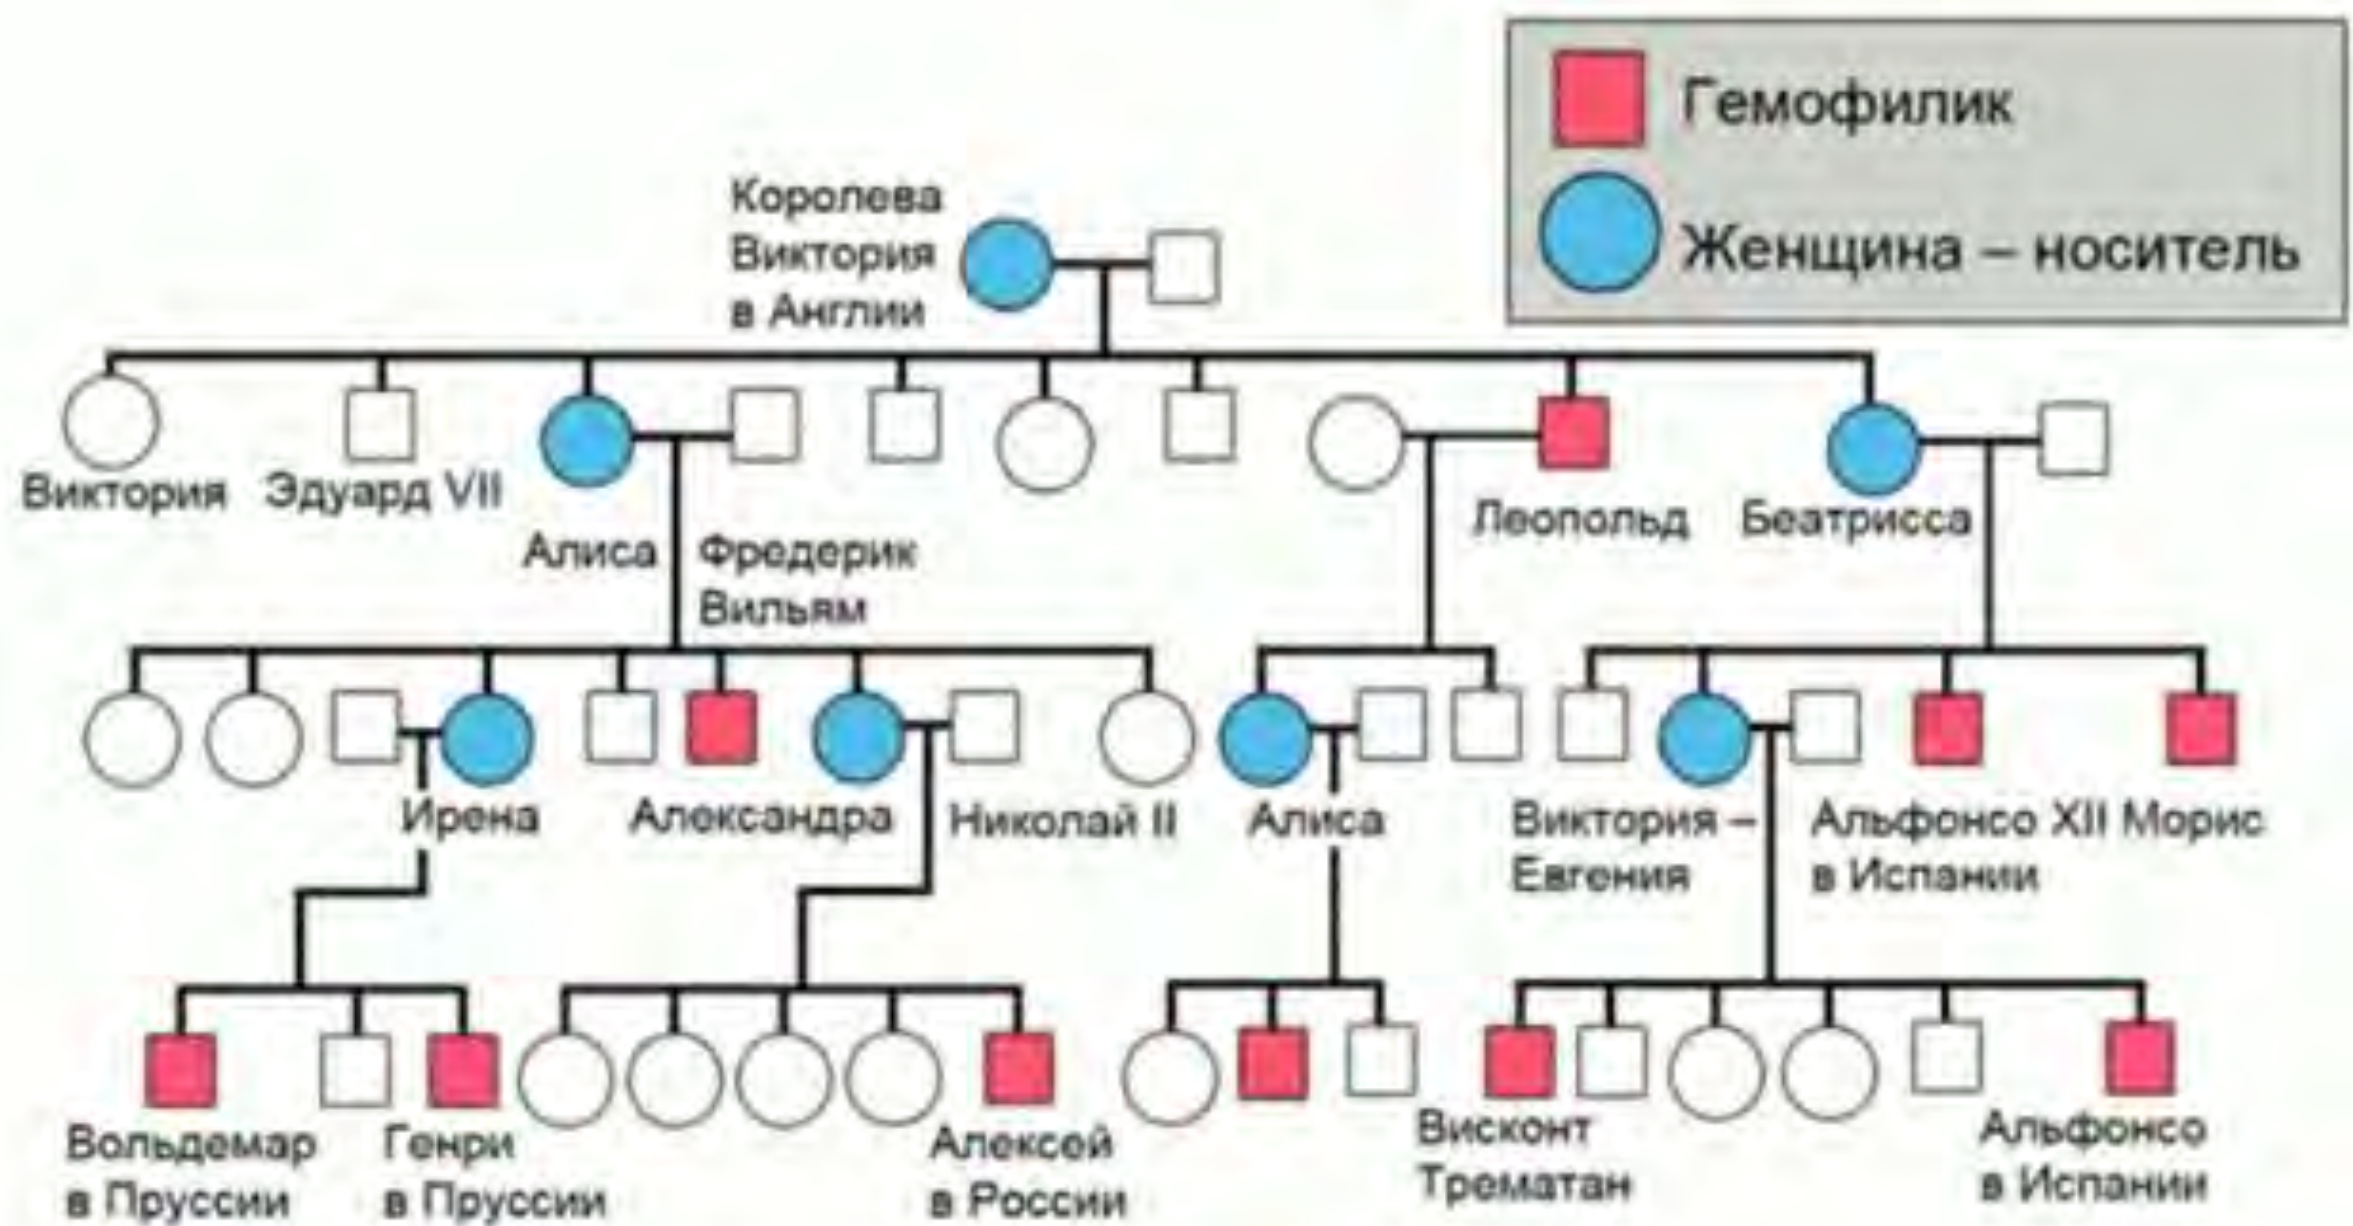 Гемофилик
Женщина – носитель
Королева
Виктория
в Англии
Виктория
Эдуард VII
Алиса
Фредерик
Вильям
Леопольд
Беатрисса
Ирена
Александра
Николай II
Алиса
Виктория –
Евгения
Альфонсо XII
в Испании
Морис
Вольдемар
в Пруссии
Генри
в Пруссии
Алексей
в России
Висконт
Трематан
Альфонсо
в Испании